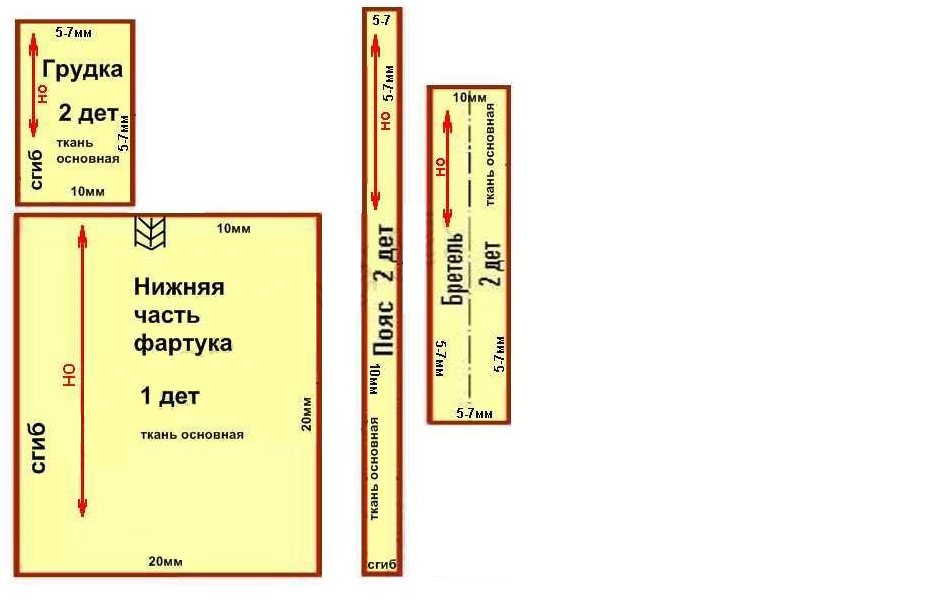 5-7мм
Грудка
но
2 дет
5-7мм
ткань
основная
сгиб
10мм
10мм
Нижняя
часть
фартука
но
1 дет
ткань основная
сгиб
20мм
20мм
5-7
5-7мм
но
Пояс 2 дет
10мм
ткань основная
сгиб
10мм
ткань основная
но
Бретель
2 дет
5-7мм
5-7мм
5-7мм